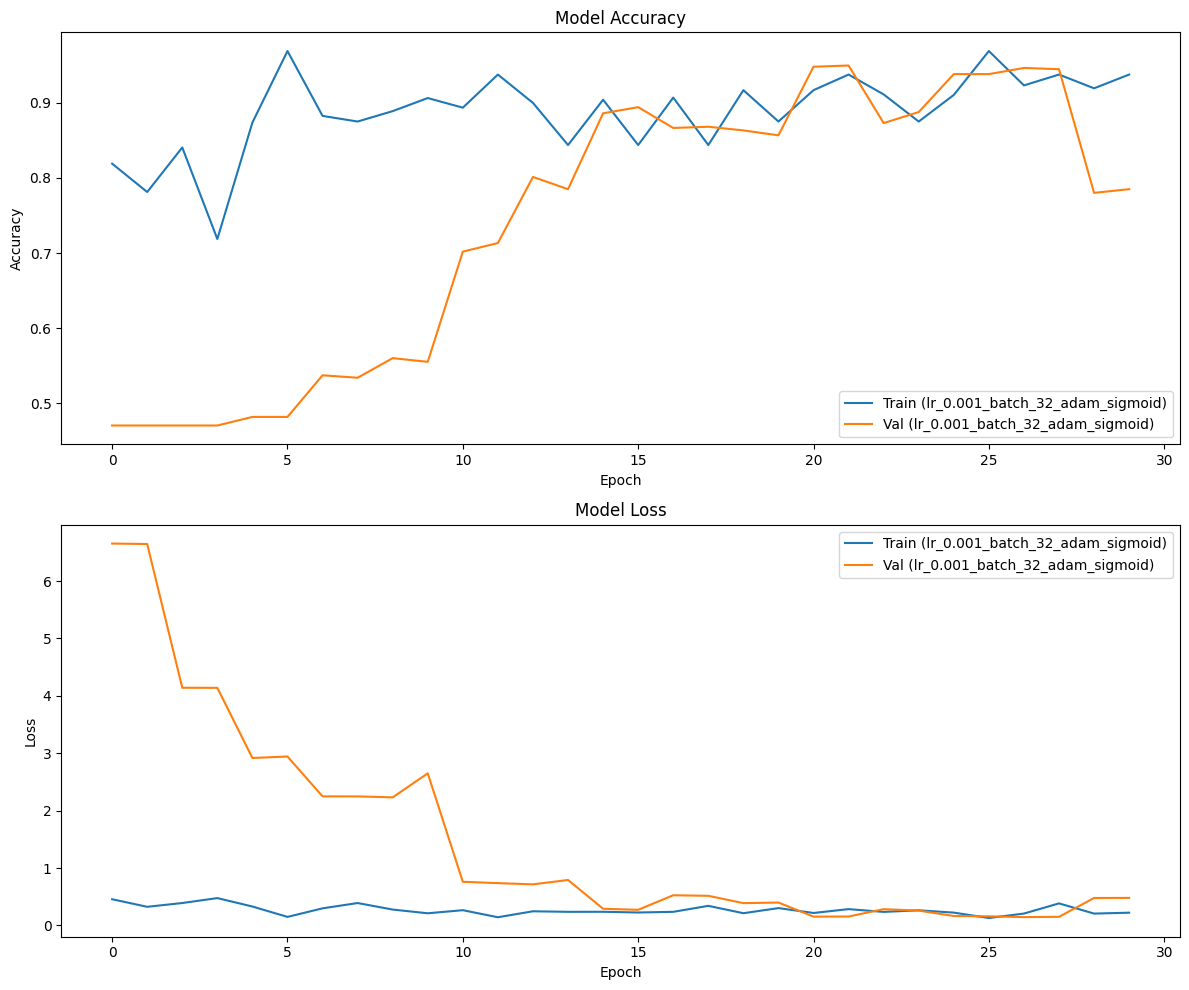 Model Accuracy
Accuracy
0.9
0.8
0.7
0.6
0.5
Train (lr_0.001_batch_32_adam_sigmoid)
Val (lr_0.001_batch_32_adam_sigmoid)
0 5 10 15 20 25 30
Epoch
Model Loss
Loss
Train (lr_0.001_batch_32_adam_sigmoid)
Val (lr_0.001_batch_32_adam_sigmoid)
6
5
4
3
2
1
0
0 5 10 15 20 25 30
Epoch